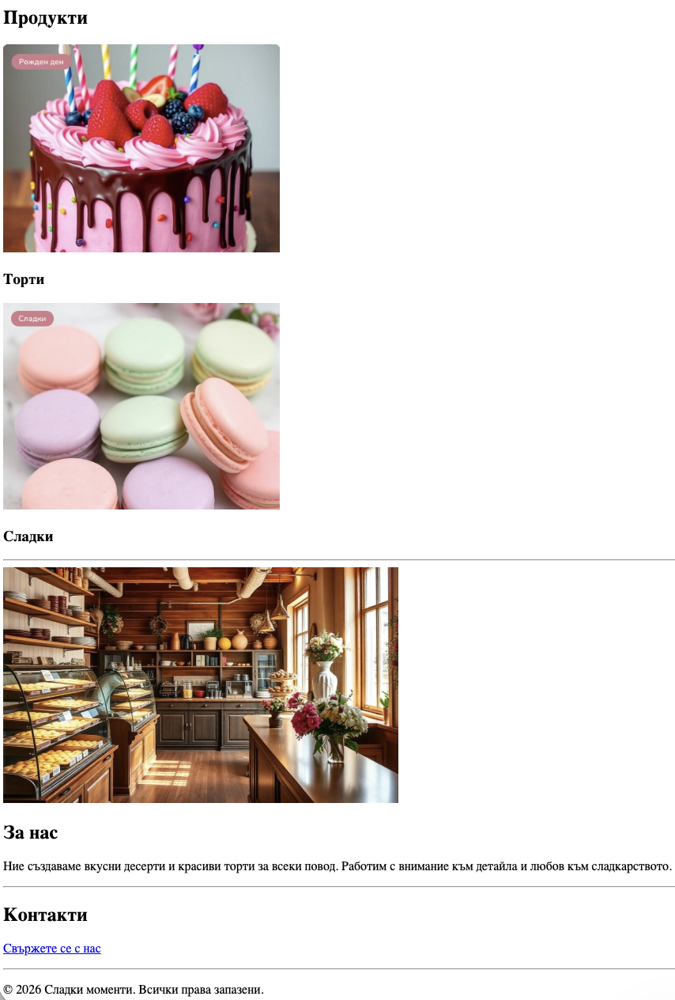 Продукти
Рожден ден
Торти
Сладки
Сладки
За нас
Ние създаваме вкусни десерти и красиви торти за всеки повод. Работим с внимание към детайла и любов към сладкарството.
Контакти
Свържете се с нас
© 2026 Сладки моменти. Всички права запазени.